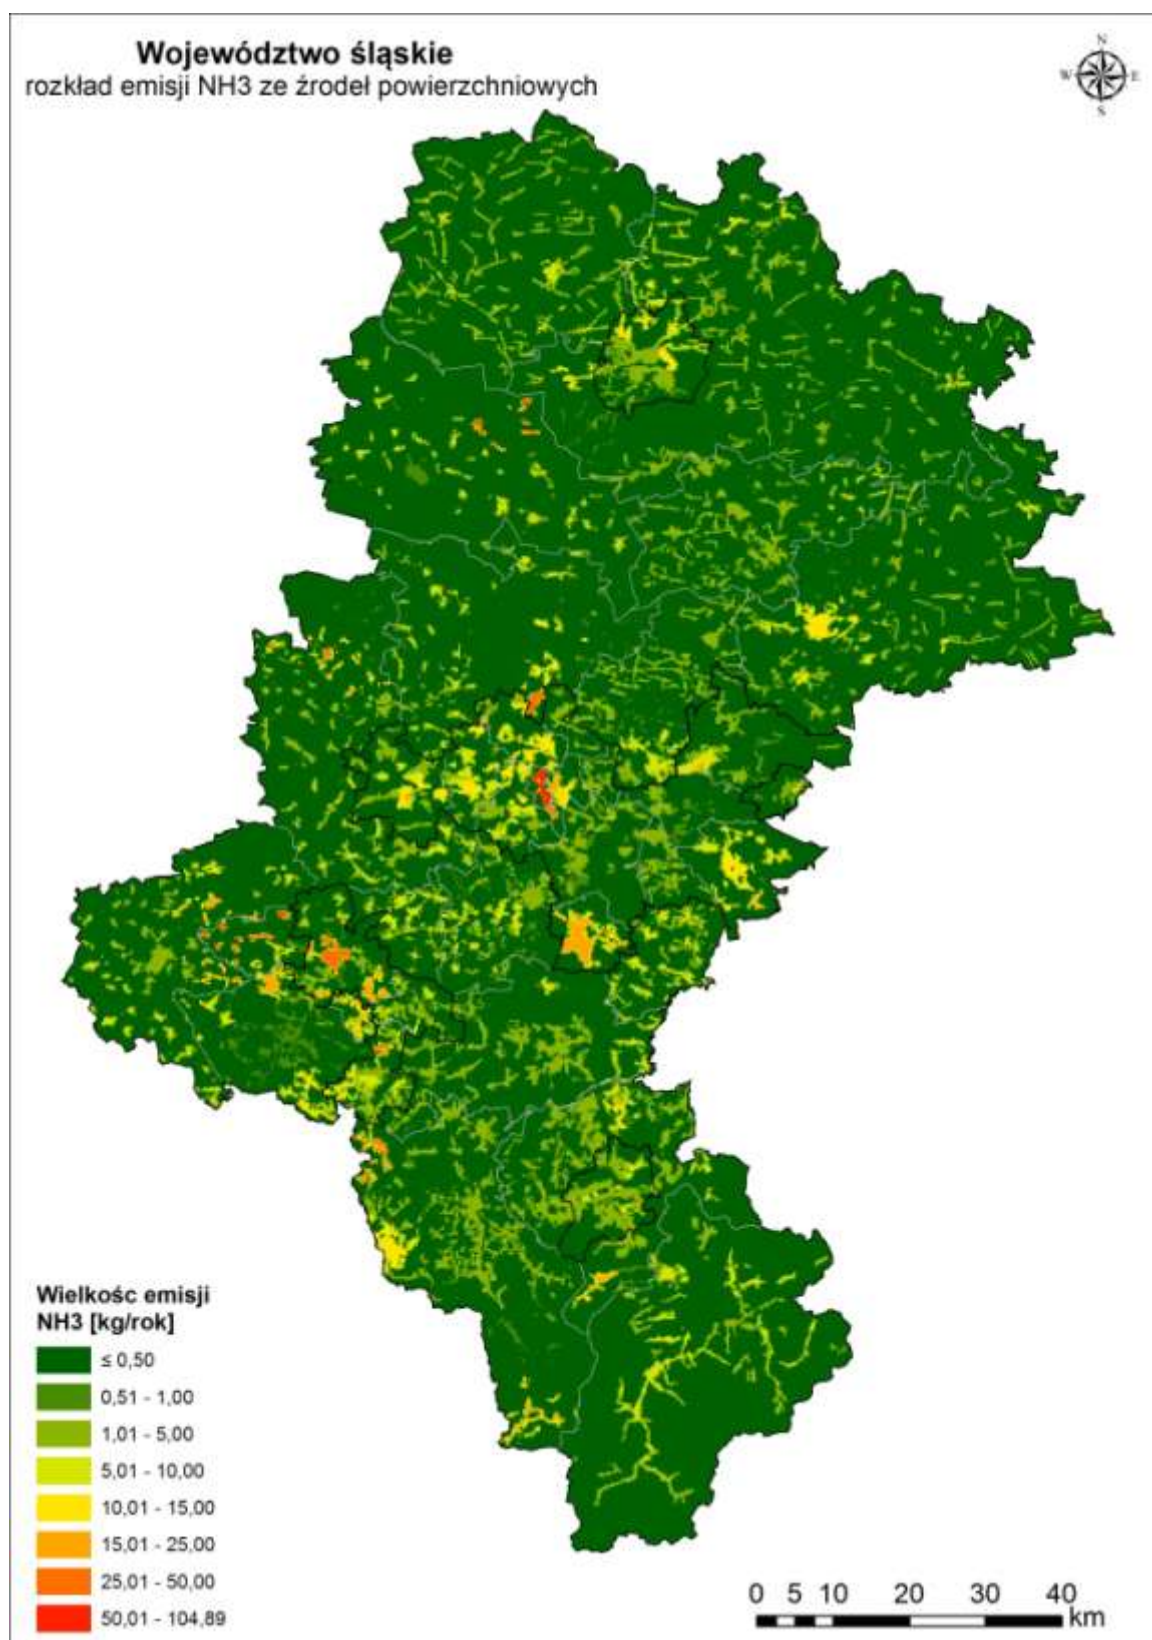 Województwo śląskie
rozkład emisji NH3 ze źrodeł powierzchniowych
N
W E
S
Wielkośc emisji
NH3 [kg/rok]
≤ 0,50
0,51 - 1,00
1,01 - 5,00
5,01 - 10,00
10,01 - 15,00
15,01 - 25,00
25,01 - 50,00
50,01 - 104,89
0 5 10 20 30 40
km